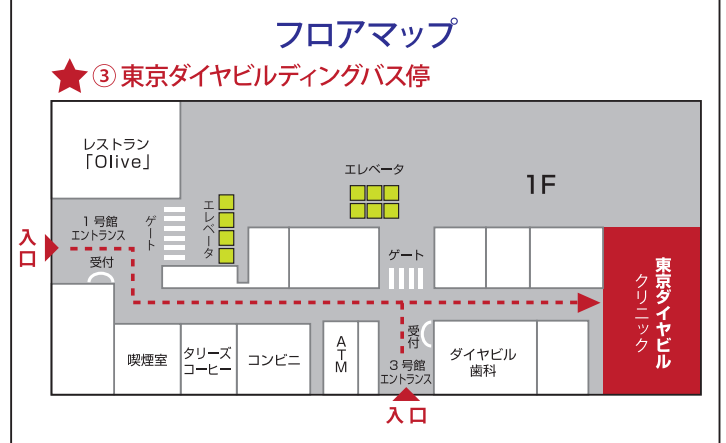 フロアマップ
★③東京ダイヤビルディングバス停
レストラン
「Olive」
エレベータ
1F
エレベータ
ゲート
1号館
エントランス
入口
受付
ゲート
東京ダイヤビル
クリニック
喫煙室
タリーズ
コーヒー
コンビニ
ATM
受付
3号館
エントランス
ダイヤビル
歯科
入口